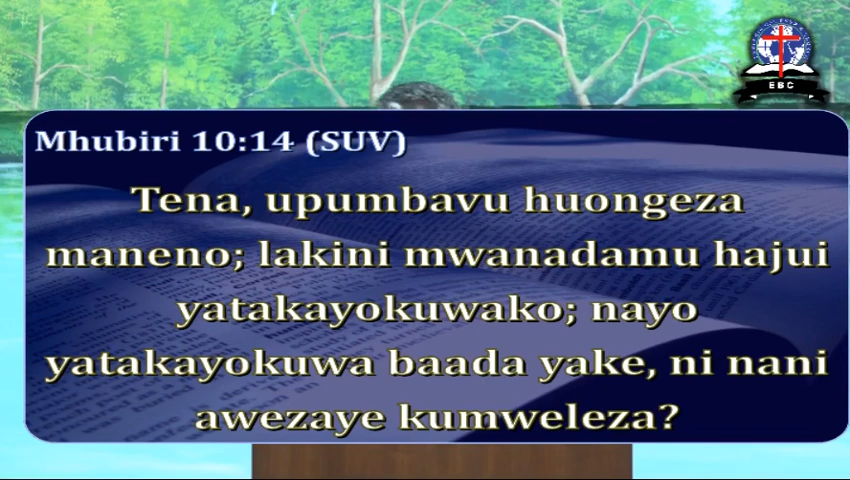 EBC
Mhubiri 10:14 (SUV)
Tena, upumbavu huongeza
maneno; lakini mwanadamu hajui
yatakayokuwako; nayo
yatakayokuwa baada yake, ni nani
awezaye kumweleza?